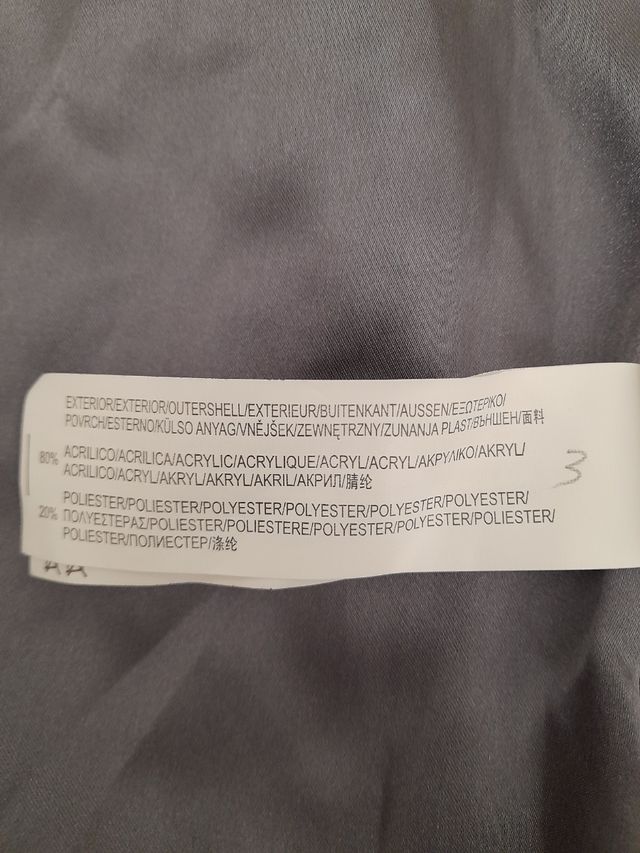 EXTERIOR/EXTERIOR/OUTERSHELL/EXTERIEUR/BUITENKANT/AUSSEN/ΕΞΩΤΕΡΙΚΟ/
POVRCH/ESTERNO/KÜLSO ANYAG/VNĚJŠEK/ZEWNĘTRZNY/ZUNANJA PLAST/ВЪНШЕН/面料
80% ACRILICO/ACRILICA/ACRYLIC/ACRYLIQUE/ACRYL/ACRYL/ΑΚΡΥΛΙΚΟ/AKRYL/
ACRILICO/ACRYL/AKRYL/AKRYL/AKRIL/АКРИЛ/腈纶
20% POLIESTER/POLIESTER/POLYESTER/POLYESTER/POLYESTER/POLYESTER/
ΠΟΛΥΕΣΤΕΡΑΣ/POLIESTER/POLIESTERE/POLYESTER/POLYESTER/POLIESTER/
POLIESTER/ПОЛИЕСТЕР/涤纶
3